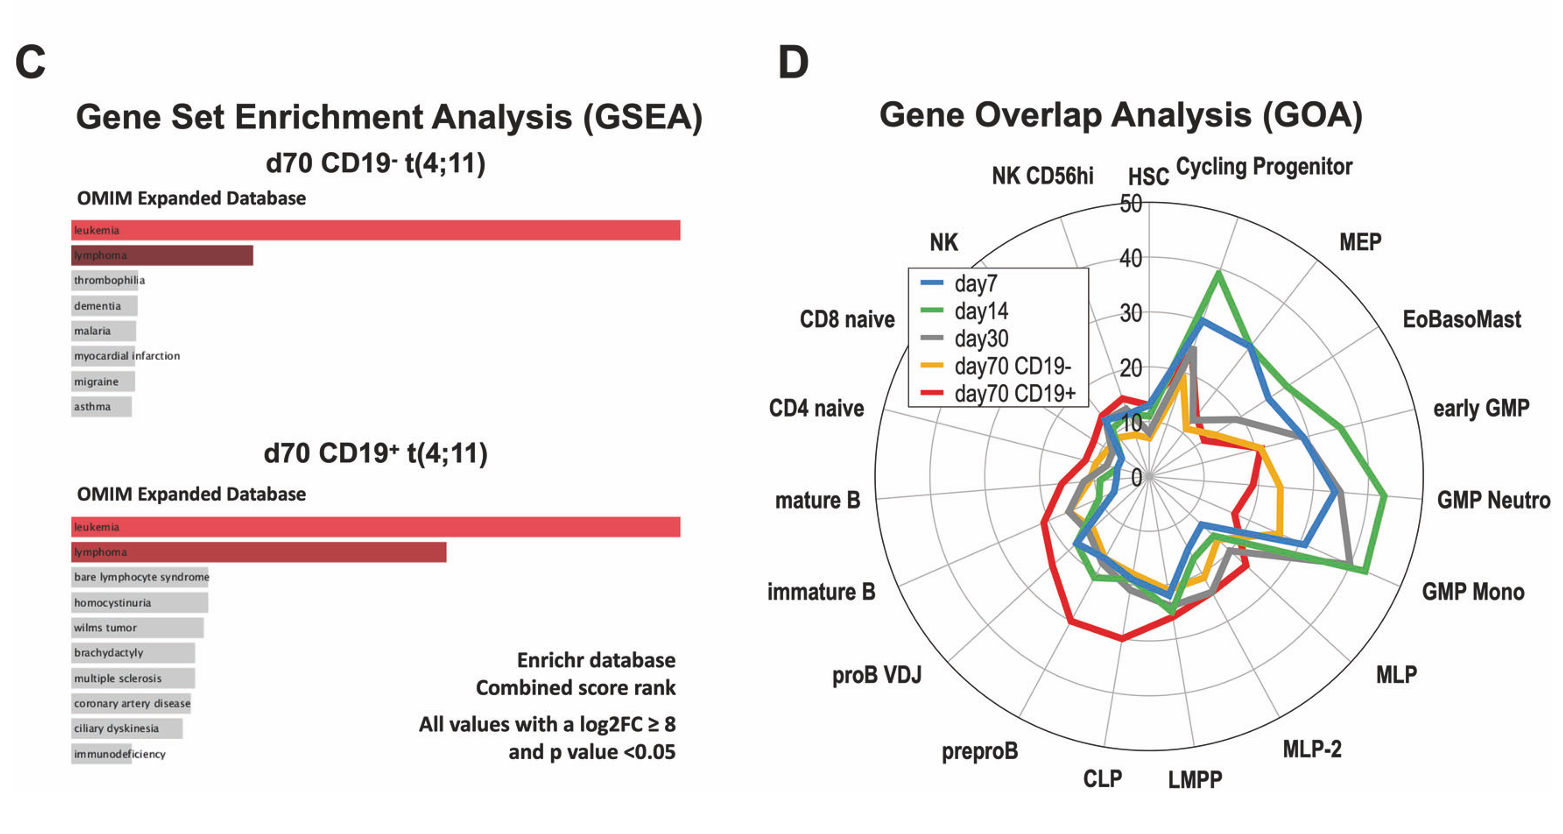 C
Gene Set Enrichment Analysis (GSEA)
d70 CD19- t(4;11)
OMIM Expanded Database
leukemia
lymphoma
thrombophilia
dementia
malaria
myocardial infarction
migraine
asthma
d70 CD19+ t(4;11)
OMIM Expanded Database
leukemia
lymphoma
bare lymphocyte syndrome
homocystinuria
wilms tumor
brachydactyly
multiple sclerosis
coronary artery disease
ciliary dyskinesia
immunodeficiency
Enrichr database
Combined score rank
All values with a log2FC ≥ 8
and p value <0.05
D
Gene Overlap Analysis (GOA)
HSC
Cycling Progenitor
MEP
EoBasoMast
early GMP
GMP Neutro
GMP Mono
MLP
MLP-2
LMPP
CLP
preproB
proB VDJ
immature B
mature B
CD4 naive
CD8 naive
NK
NK CD56hi
50
40
30
20
10
0
day7
day14
day30
day70 CD19-
day70 CD19+